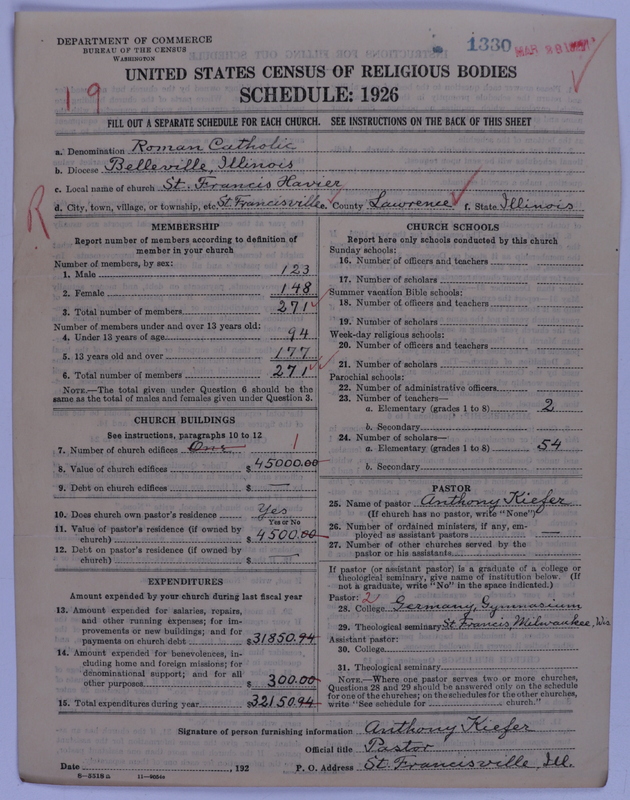 DEPARTMENT OF COMMERCE
BUREAU OF THE CENSUS
WASHINGTON
1330
MAR 29 1927
UNITED STATES CENSUS OF RELIGIOUS BODIES
SCHEDULE: 1926
19
FILL OUT A SEPARATE SCHEDULE FOR EACH CHURCH. SEE INSTRUCTIONS ON THE BACK OF THIS SHEET
a. Denomination Roman Catholic
b. Diocese Belleville, Illinois
c. Local name of church St. Francis Xavier
R
d. City, town, village, or township, etc. St. Francisville e. County Lawrence f. State Illinois
MEMBERSHIP
Report number of members according to definition of
member in your church
Number of members, by sex:
1. Male 123
2. Female 148
3. Total number of members 271
Number of members under and over 13 years old:
4. Under 13 years of age 94
5. 13 years old and over 177
6. Total number of members 271
NOTE.—The total given under Question 6 should be the
same as the total of males and females given under Question 3.
CHURCH BUILDINGS
See instructions, paragraphs 10 to 12
7. Number of church edifices One 1
8. Value of church edifices $ 45000.00
9. Debt on church edifices $ —
10. Does church own pastor's residence Yes
Yes or No
11. Value of pastor's residence (if owned by
church) $ 4500.00
12. Debt on pastor's residence (if owned by
church) $ —
EXPENDITURES
Amount expended by your church during last fiscal year
13. Amount expended for salaries, repairs,
and other running expenses; for im-
provements or new buildings; and for
payments on church debt $ 31850.94
14. Amount expended for benevolences, in-
cluding home and foreign missions; for
denominational support; and for all
other purposes $ 300.00
15. Total expenditures during year $ 32150.94
CHURCH SCHOOLS
Report here only schools conducted by this church
Sunday schools:
16. Number of officers and teachers
17. Number of scholars
Summer vacation Bible schools:
18. Number of officers and teachers
19. Number of scholars
Week-day religious schools:
20. Number of officers and teachers
21. Number of scholars
Parochial schools:
22. Number of administrative officers
23. Number of teachers—
a. Elementary (grades 1 to 8) 2
b. Secondary
24. Number of scholars—
a. Elementary (grades 1 to 8) 54
b. Secondary
PASTOR
25. Name of pastor Anthony Kiefer
(If church has no pastor, write "None")
26. Number of ordained ministers, if any, em-
ployed as assistant pastors —
27. Number of other churches served by the
pastor or his assistants
If pastor (or assistant pastor) is a graduate of a college or
theological seminary, give name of institution below. (If
not a graduate, write "No" in the space indicated.)
Pastor: 2
28. College Germany, Gymnasium
29. Theological seminary St Francis, Milwaukee, Wis
Assistant pastor:
30. College
31. Theological seminary
NOTE.—Where one pastor serves two or more churches,
Questions 28 and 29 should be answered only on the schedule
for one of the churches; on the schedules for the other churches,
write "See schedule for church."
Signature of person furnishing information Anthony Kiefer
Official title Pastor
Date , 192 P. O. Address St. Francisville, Ill.
8-5518a 11-9054a